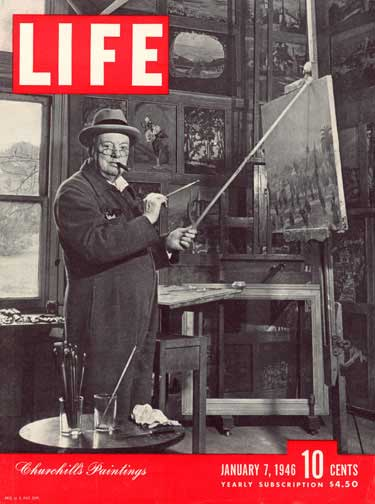 LIFE
Churchill's Paintings
JANUARY 7, 1946 10 CENTS
YEARLY SUBSCRIPTION $4.50